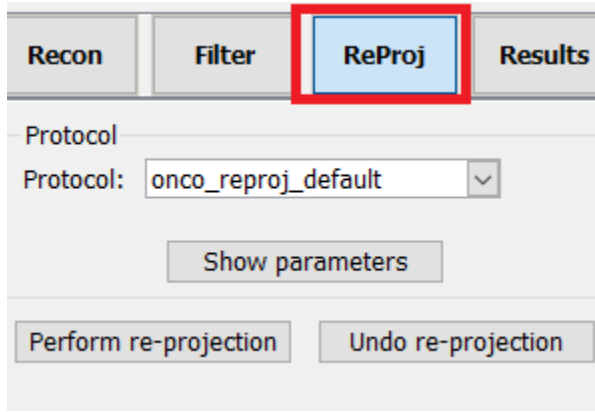 Recon Filter ReProj Results
Protocol
Protocol: onco_reproj_default
Show parameters
Perform re-projection Undo re-projection